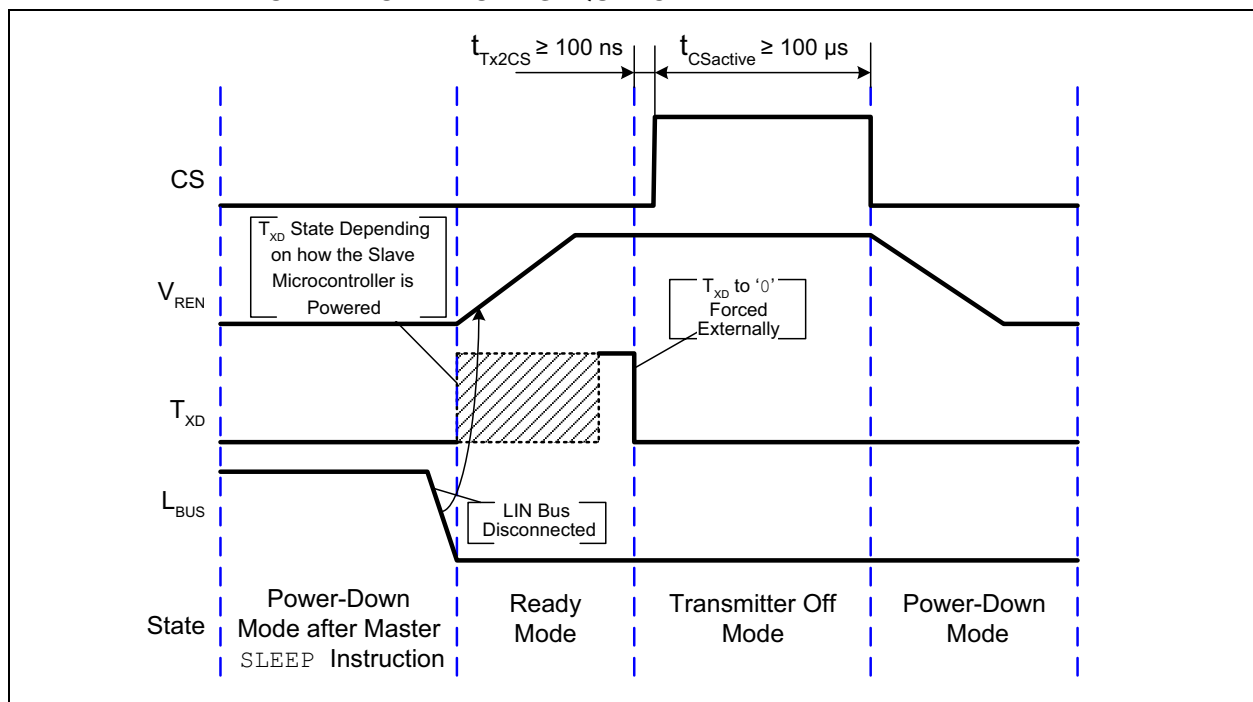 t_Tx2CS ≥ 100 ns
t_CSactive ≥ 100 µs
CS
T_XD State Depending
on how the Slave
Microcontroller is
Powered
V_REN
T_XD to '0'
Forced
Externally
T_XD
L_BUS
LIN Bus
Disconnected
State
Power-Down
Mode after Master
SLEEP Instruction
Ready
Mode
Transmitter Off
Mode
Power-Down
Mode